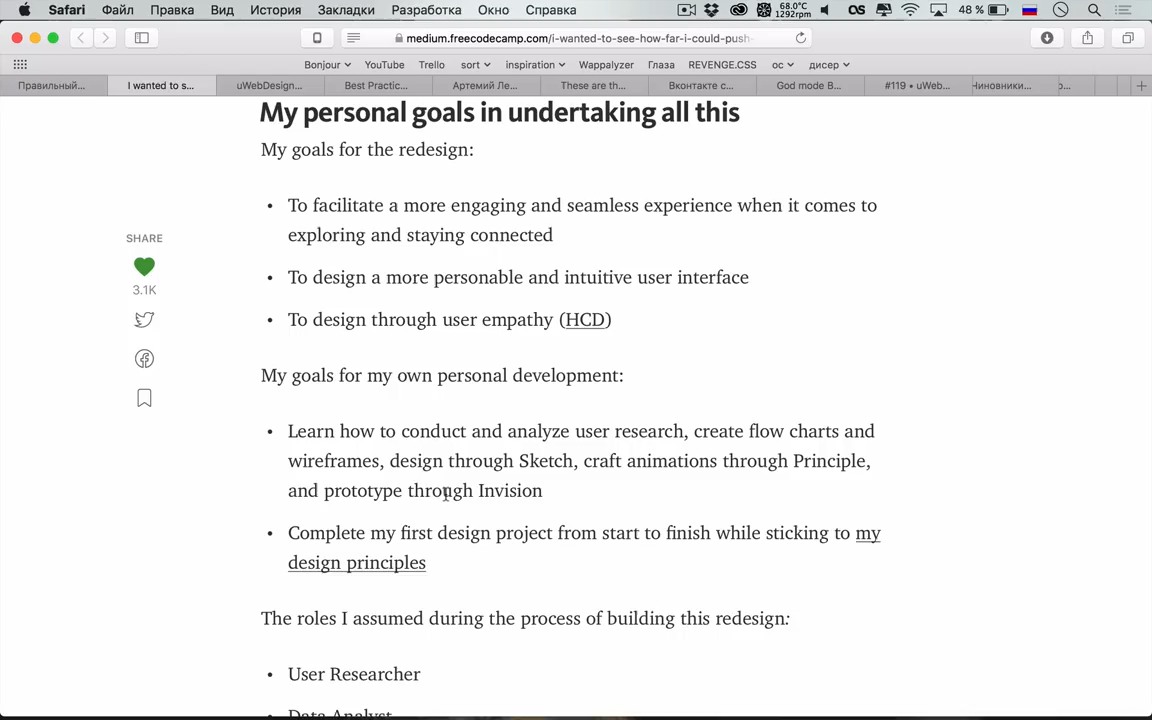 Safari Файл Правка Вид История Закладки Разработка Окно Справка 68.0°C 1292rpm 48 %
medium.freecodecamp.com/i-wanted-to-see-how-far-i-could-push-
Bonjour YouTube Trello sort inspiration Wappalyzer Глаза REVENGE.CSS ос дисер
Правильный... I wanted to s... uWebDesign... Best Practic... Артемий Ле... These are th... Вконтакте с... God mode B... #119 • uWeb... Чиновники...
My personal goals in undertaking all this
My goals for the redesign:
• To facilitate a more engaging and seamless experience when it comes to
exploring and staying connected
• To design a more personable and intuitive user interface
• To design through user empathy (HCD)
SHARE
3.1K
My goals for my own personal development:
• Learn how to conduct and analyze user research, create flow charts and
wireframes, design through Sketch, craft animations through Principle,
and prototype through Invision
• Complete my first design project from start to finish while sticking to my
design principles
The roles I assumed during the process of building this redesign:
• User Researcher
• Data Analyst